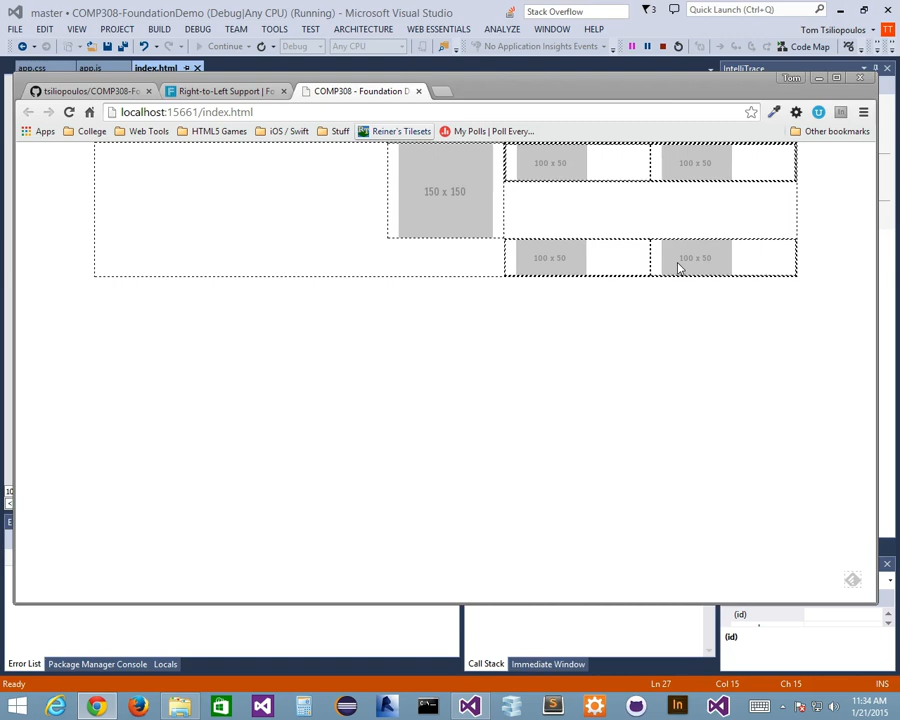 master • COMP308-FoundationDemo (Debug|Any CPU) (Running) - Microsoft Visual Studio
Stack Overflow
3
Quick Launch (Ctrl+Q)
FILE EDIT VIEW PROJECT BUILD DEBUG TEAM TOOLS TEST ARCHITECTURE WEB ESSENTIALS ANALYZE WINDOW HELP
Tom Tsiliopoulos TT
Continue Debug Any CPU No Application Insights Events Code Map
app.css app.js index.html IntelliTrace
tsiliopoulos/COMP308-Fo Right-to-Left Support | Fo COMP308 - Foundation D Tom
localhost:15661/index.html
Apps College Web Tools HTML5 Games iOS / Swift Stuff Reiner's Tilesets My Polls | Poll Every... Other bookmarks
100 x 50 100 x 50
150 x 150
100 x 50 100 x 50
10
E
(id)
(id)
Error List Package Manager Console Locals Call Stack Immediate Window
Ready Ln 27 Col 15 Ch 15 INS
11:34 AM
1/21/2015